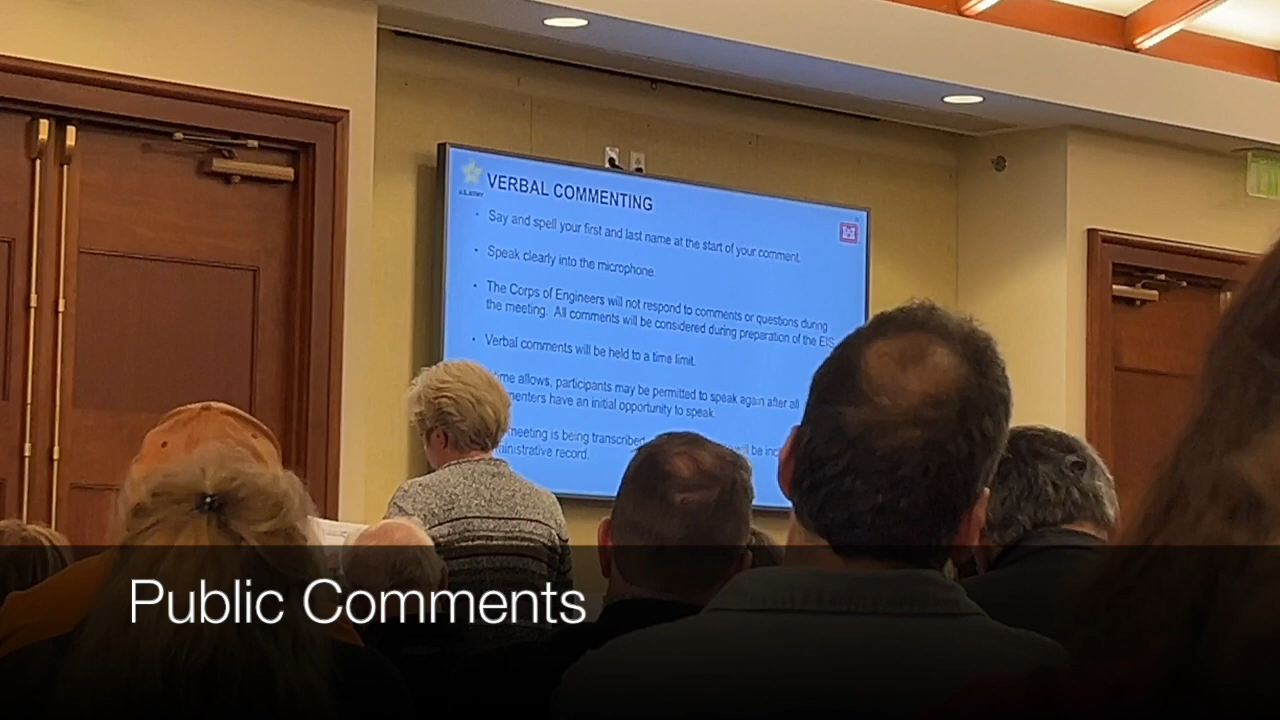 U.S. ARMY
VERBAL COMMENTING
Say and spell your first and last name at the start of your comment.
Speak clearly into the microphone.
The Corps of Engineers will not respond to comments or questions during
the meeting. All comments will be considered during preparation of the EIS.
Verbal comments will be held to a time limit.
allows, participants may be permitted to speak again after all
have an initial opportunity to speak.
meeting is being transcribed will be
record.
Public Comments